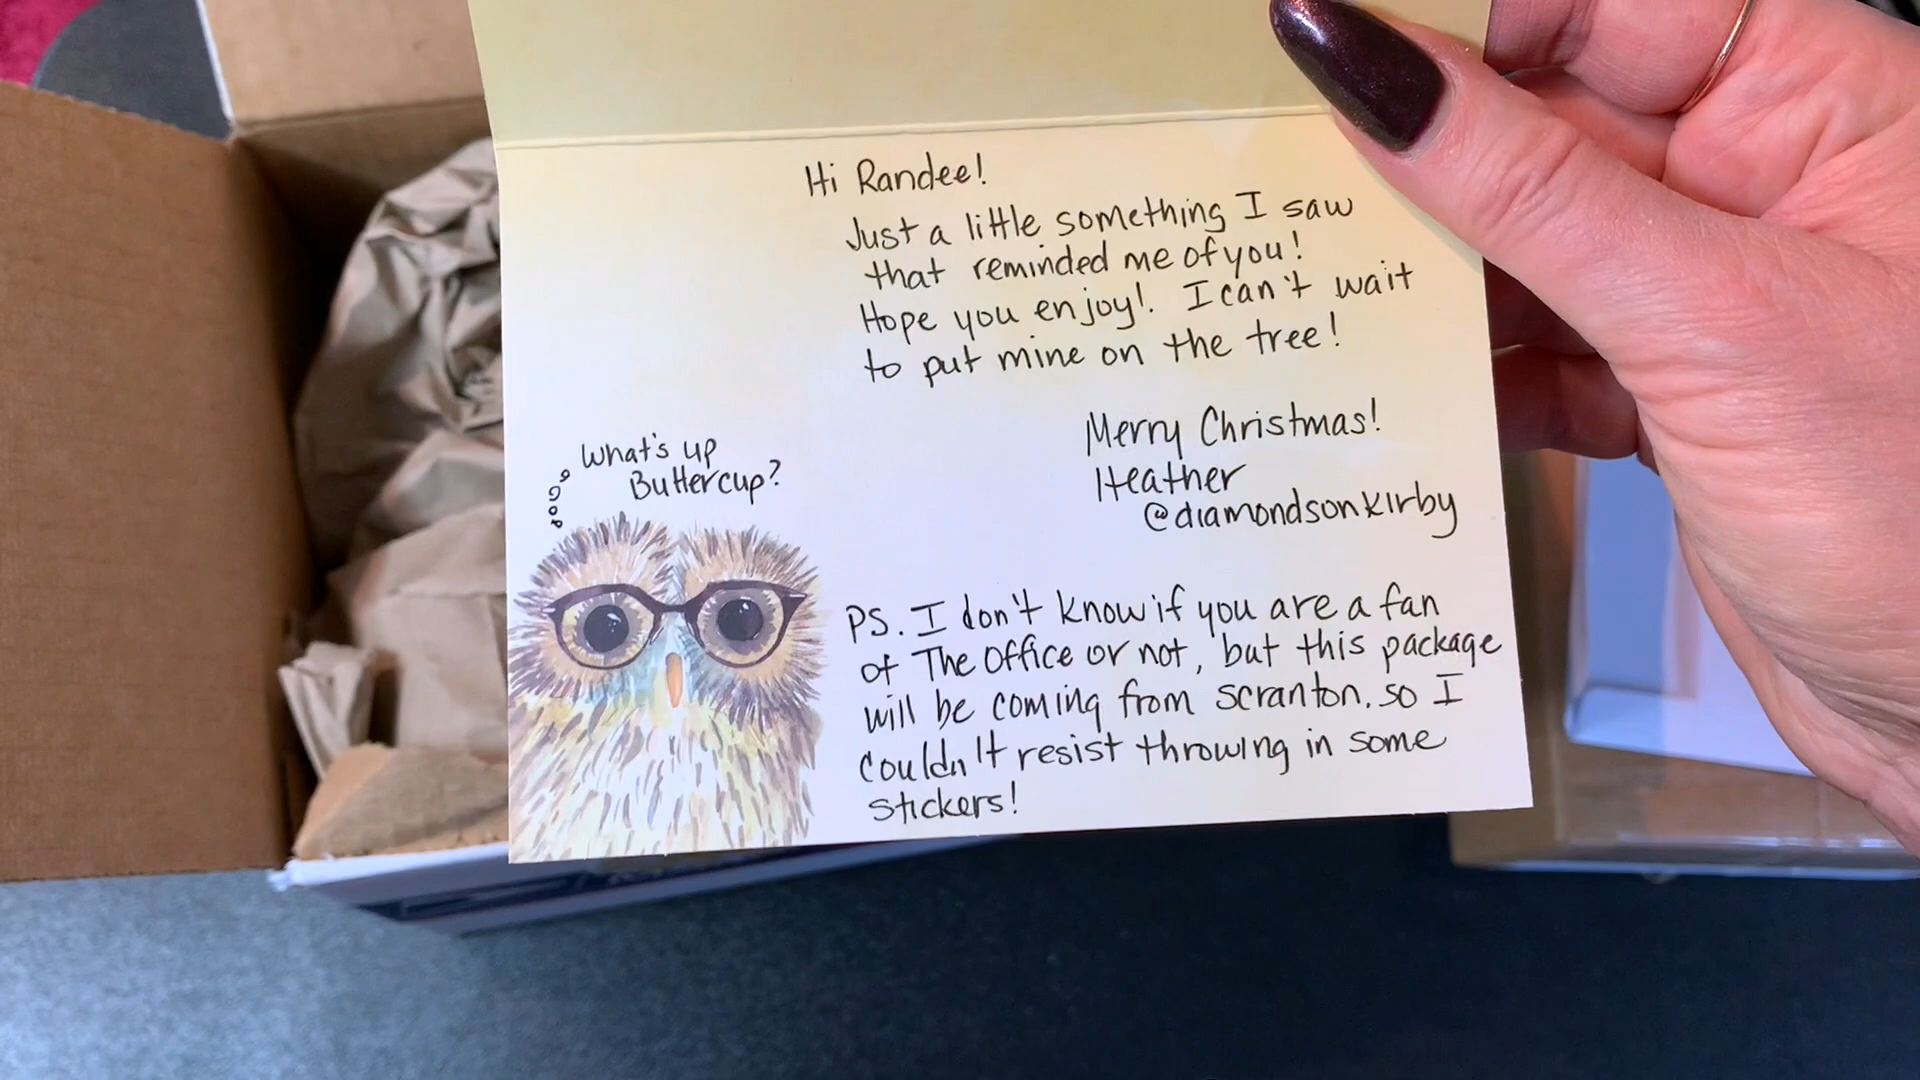 Hi Randee!
Just a little something I saw
that reminded me of you!
Hope you enjoy! I can't wait
to put mine on the tree!
Merry Christmas!
Heather
@diamondsonkirby
What's up
Buttercup?
PS. I don't know if you are a fan
of The Office or not, but this package
will be coming from scranton. so I
couldn't resist throwing in some
stickers!